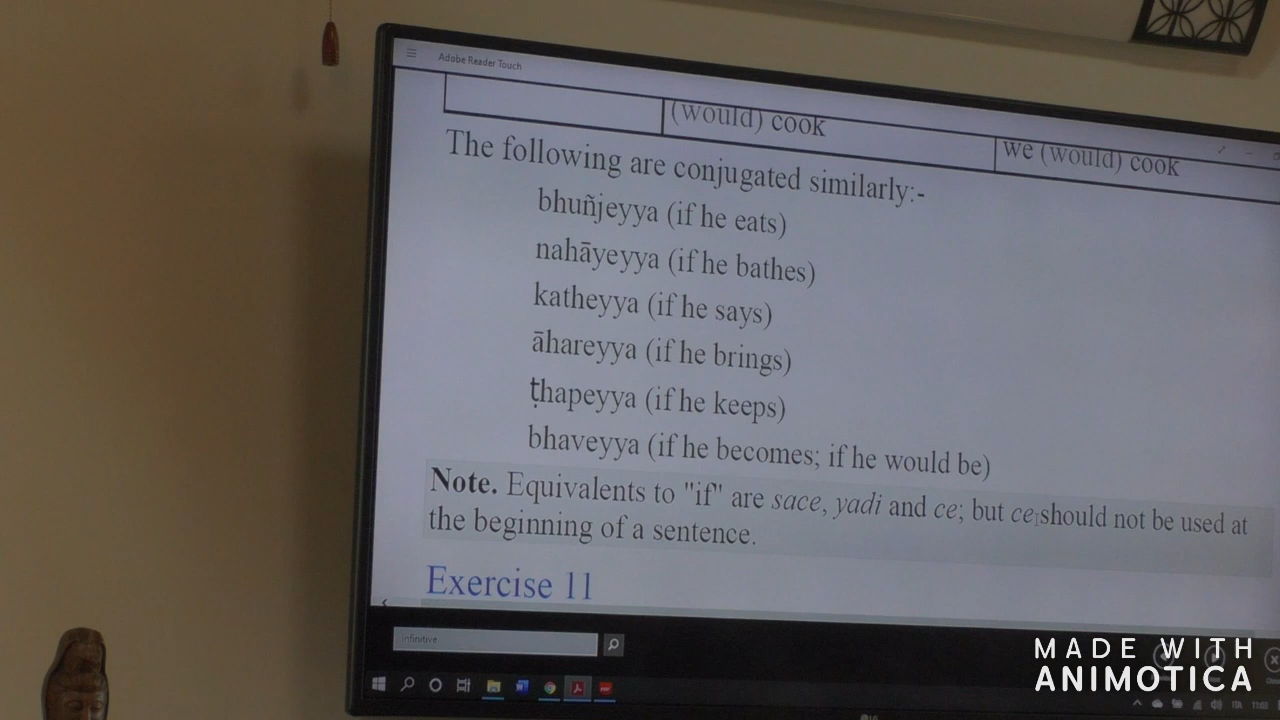 Adobe Reader Touch
(would) cook
we (would) cook
The following are conjugated similarly:-
bhuñjeyya (if he eats)
nahāyeyya (if he bathes)
katheyya (if he says)
āhareyya (if he brings)
ṭhapeyya (if he keeps)
bhaveyya (if he becomes; if he would be)
Note. Equivalents to "if" are sace, yadi and ce; but ce should not be used at
the beginning of a sentence.
Exercise 11
infinitive
ITA 11:03
MADE WITH
ANIMOTICA